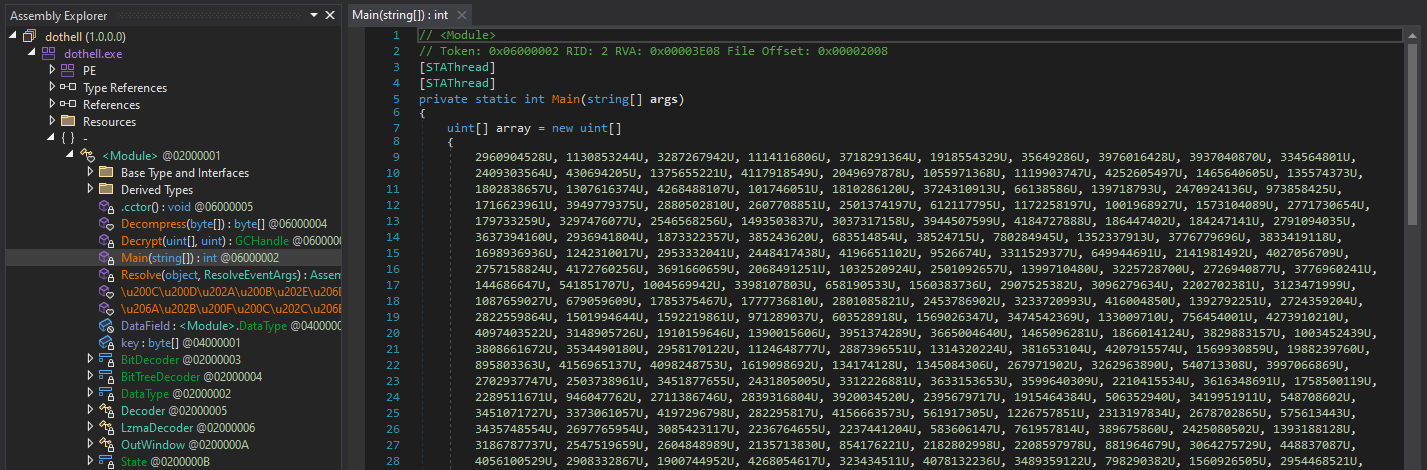 Assembly Explorer
dothell (1.0.0.0)
dothell.exe
PE
Type References
References
Resources
{ } -
<Module> @02000001
Base Type and Interfaces
Derived Types
.cctor() : void @06000005
Decompress(byte[]) : byte[] @06000004
Decrypt(uint[], uint) : GCHandle @0600000
Main(string[]) : int @06000002
Resolve(object, ResolveEventArgs) : Assem
\u200C\u200D\u202A\u200B\u202E\u206D
\u206A\u202B\u200F\u200C\u202C\u206E
DataField : <Module>.DataType @040000
key : byte[] @04000001
BitDecoder @02000003
BitTreeDecoder @02000004
DataType @02000002
Decoder @02000005
LzmaDecoder @02000006
OutWindow @0200000A
State @0200000B
Main(string[]) : int
1 // <Module>
2 // Token: 0x06000002 RID: 2 RVA: 0x00003E08 File Offset: 0x00002008
3 [STAThread]
4 [STAThread]
5 private static int Main(string[] args)
6 {
7 uint[] array = new uint[]
8 {
9 2960904528U, 1130853244U, 3287267942U, 1114116806U, 3718291364U, 1918554329U, 35649286U, 3976016428U, 3937040870U, 334564801U,
10 2409303564U, 430694205U, 1375655221U, 4117918549U, 2049697878U, 1055971368U, 1119903747U, 4252605497U, 1465640605U, 135574373U,
11 1802838657U, 1307616374U, 4268488107U, 101746051U, 1810286120U, 3724310913U, 66138586U, 139718793U, 2470924136U, 973858425U,
12 1716623961U, 3949779375U, 2880502810U, 2607708851U, 2501374197U, 612117795U, 1172258197U, 1001968927U, 1573104089U, 2771730654U,
13 179733259U, 3297476077U, 2546568256U, 1493503837U, 3037317158U, 3944507599U, 4184727888U, 186447402U, 184247141U, 2791094035U,
14 3637394160U, 2936941804U, 1873322357U, 385243620U, 683514854U, 38524715U, 780284945U, 1352337913U, 3776779696U, 3833419118U,
15 1698936936U, 1242310017U, 2953332041U, 2448417438U, 4196651102U, 9526674U, 3311529377U, 649944691U, 2141981492U, 4027056709U,
16 2757158824U, 4172760256U, 3691660659U, 2068491251U, 1032520924U, 2501092657U, 1399710480U, 3225728700U, 2726940877U, 3776960241U,
17 144686647U, 541851707U, 1004569942U, 3398107803U, 658190533U, 1560383736U, 2907525382U, 3096279634U, 2202702381U, 3123471999U,
18 1087659027U, 679059609U, 1785375467U, 1777736810U, 2801085821U, 2453786902U, 3233720993U, 416004850U, 1392792251U, 2724359204U,
19 2822559864U, 1501994644U, 1592219861U, 971289037U, 603528918U, 1569026347U, 3474542369U, 133009710U, 756454001U, 4273910210U,
20 4097403522U, 3148905726U, 1910159646U, 1390015606U, 3951374289U, 3665004640U, 1465096281U, 1866014124U, 3829883157U, 1003452439U,
21 3808661672U, 3534490180U, 2958170122U, 1124648777U, 2887396551U, 1314320224U, 381653104U, 4207915574U, 1569930859U, 1988239760U,
22 895803363U, 4156965137U, 4098248753U, 1619098692U, 134174128U, 1345084306U, 267971902U, 3262963890U, 540713308U, 3997066869U,
23 2702937747U, 2503738961U, 3451877655U, 2431805005U, 3312226881U, 3633153653U, 3599640309U, 2210415534U, 3616348691U, 1758500119U,
24 2289511671U, 946047762U, 2711386746U, 2839316804U, 3920034520U, 2395679717U, 1915464384U, 506352940U, 3419951911U, 548708602U,
25 3451071727U, 3373061057U, 4197296798U, 282295817U, 4156663573U, 561917305U, 1226757851U, 2313197834U, 2678702865U, 575613443U,
26 3435748554U, 2697765954U, 3085423117U, 2236764655U, 2237441204U, 583606147U, 761957814U, 389675860U, 2425080502U, 1393188128U,
27 3186787737U, 2547519659U, 2604848989U, 2135713830U, 854176221U, 2182802998U, 2208597978U, 881964679U, 3064275729U, 448837087U,
28 4056100529U, 2908332867U, 1900744952U, 4268054617U, 323434511U, 4078132236U, 3489359122U, 798290382U, 1560926505U, 2954468521U,